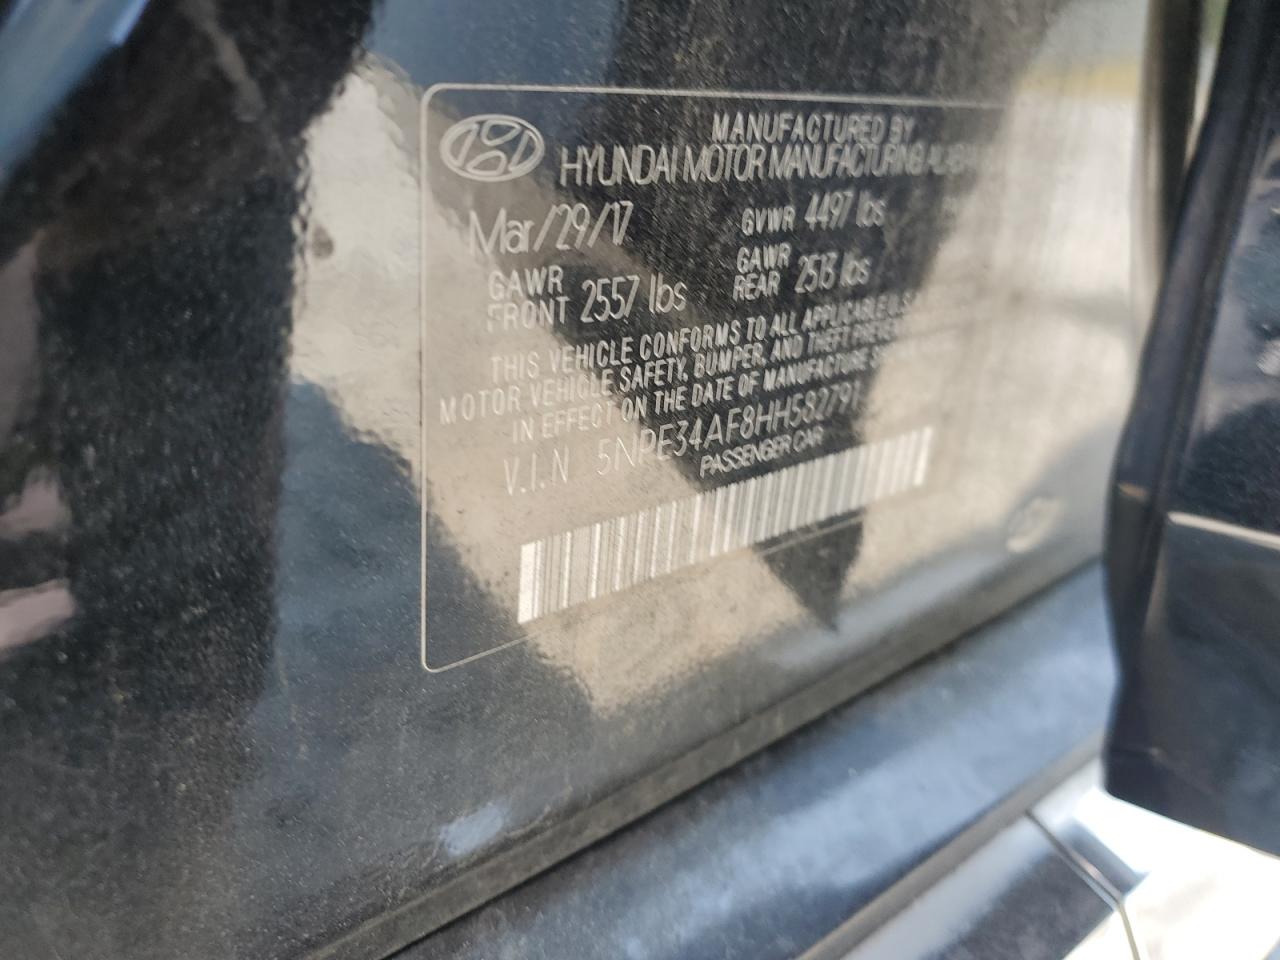 MANUFACTURED BY
HYUNDAI MOTOR MANUFACTURING ALABAMA
Mar/29/17
GVWR 4497 lbs
GAWR FRONT 2557 lbs
GAWR REAR 2513 lbs
THIS VEHICLE CONFORMS TO ALL APPLICABLE U.S.
MOTOR VEHICLE SAFETY, BUMPER, AND THEFT
IN EFFECT ON THE DATE OF MANUFACTURE
V.I.N 5NPE34AF8HH582791
PASSENGER CAR